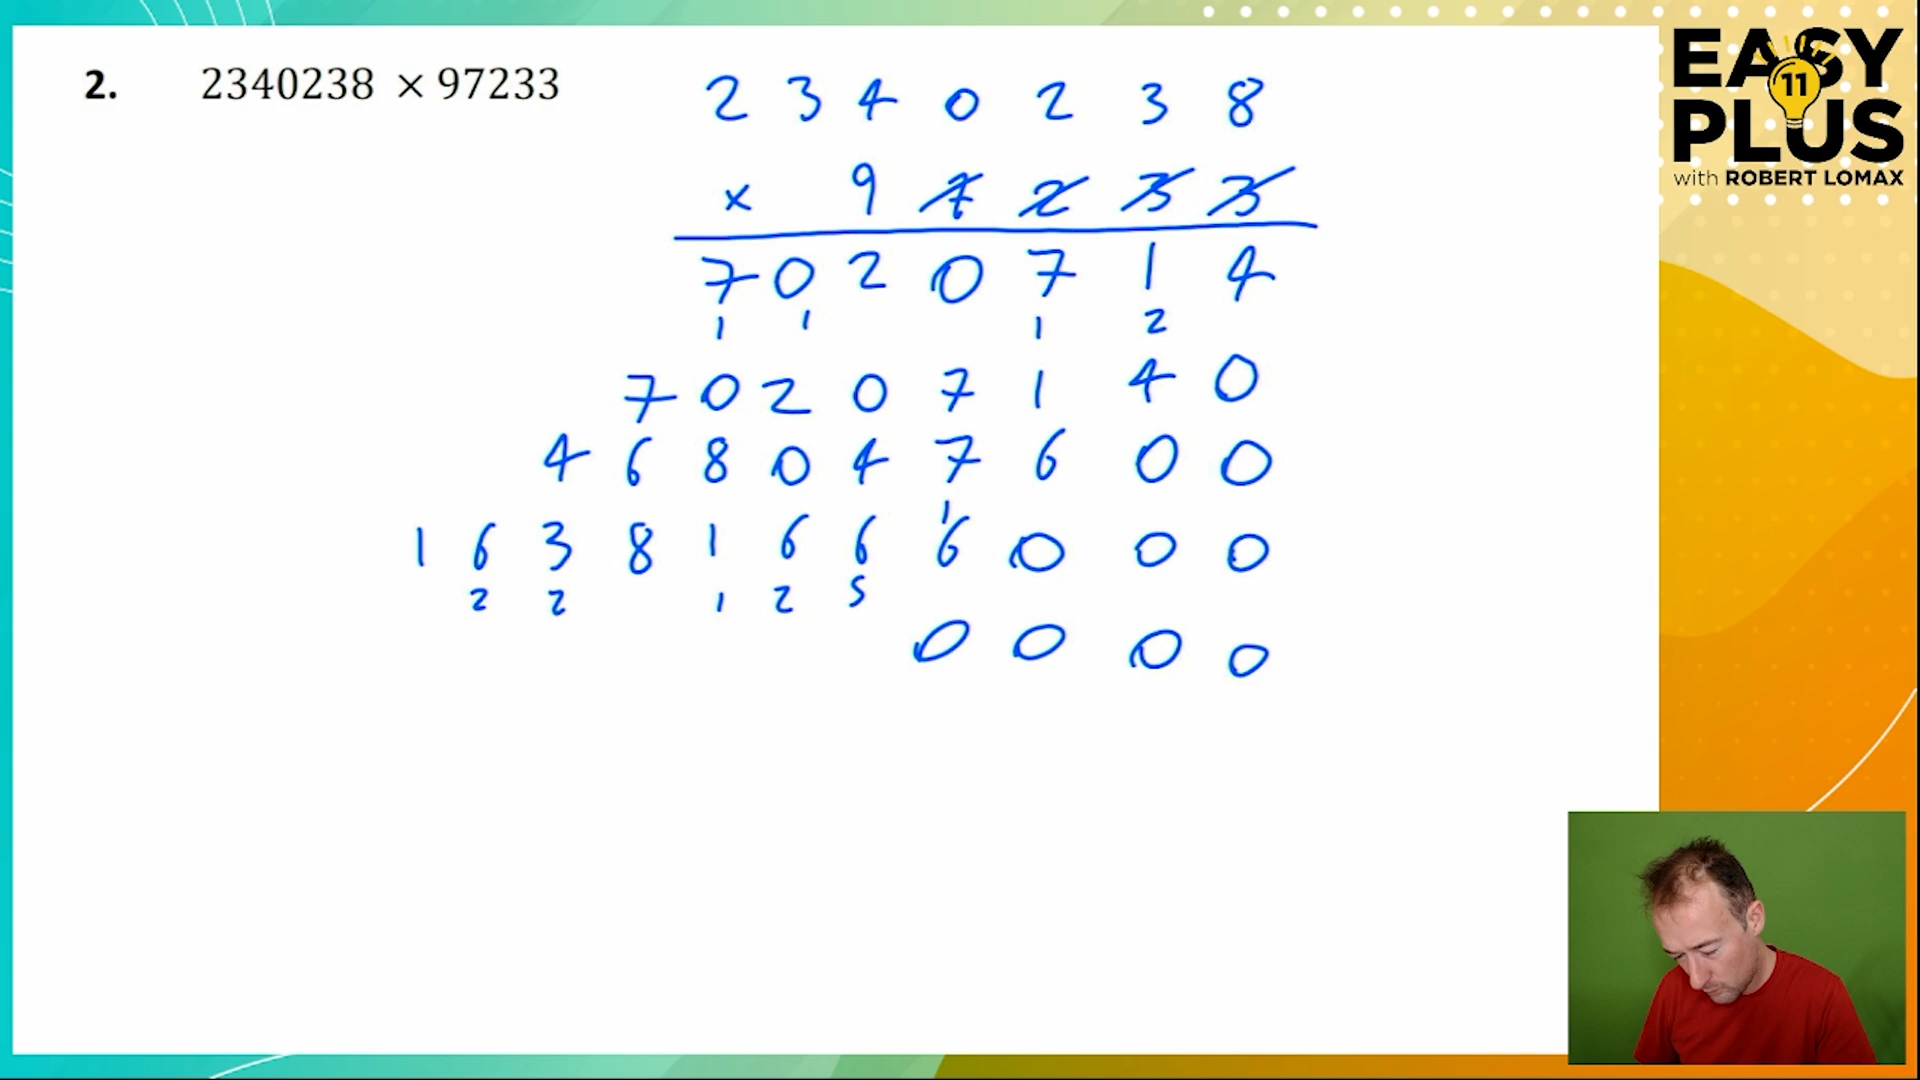 2. 2340238 × 97233
2 3 4 0 2 3 8
× 9 7 2 3 3
7 0 2 0 7 1 4
1 1 1 2
7 0 2 0 7 1 4 0
4 6 8 0 4 7 6 0 0
1
1 6 3 8 1 6 6 6 0 0 0
2 2 1 2 5
0 0 0 0
EASY
11
PLUS
with ROBERT LOMAX